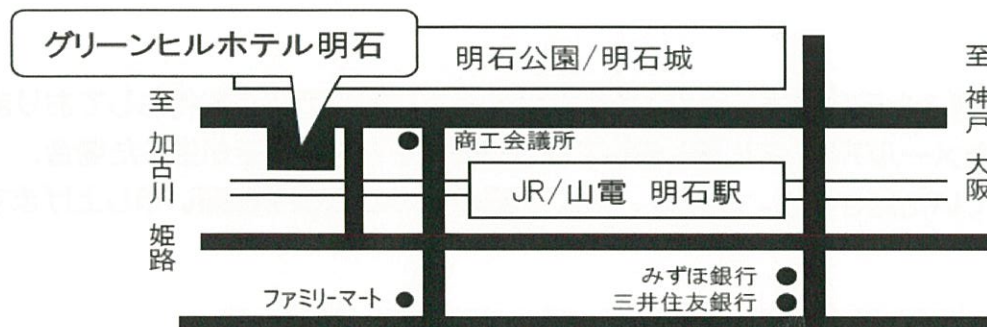 グリーンヒルホテル明石
明石公園/明石城
至 加古川 姫路
至 神戸 大阪
商工会議所
JR/山電 明石駅
みずほ銀行
三井住友銀行
ファミリーマート